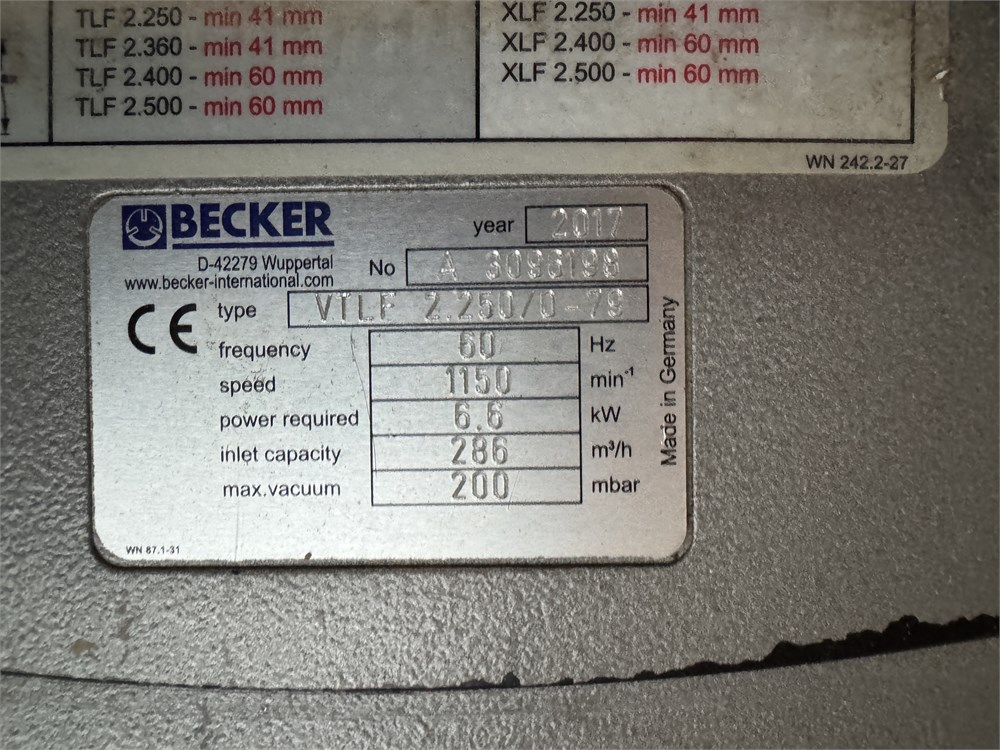 TLF 2.250 - min 41 mm
TLF 2.360 - min 41 mm
TLF 2.400 - min 60 mm
TLF 2.500 - min 60 mm
XLF 2.250 - min 41 mm
XLF 2.400 - min 60 mm
XLF 2.500 - min 60 mm
WN 242.2-27
BECKER
D-42279 Wuppertal
www.becker-international.com
year 2017
No A 3096198
CE
type VTLF 2.250/0-79
frequency 60 Hz
speed 1150 min-1
power required 6.6 kW
inlet capacity 286 m³/h
max.vacuum 200 mbar
Made in Germany
WN 87.1-31